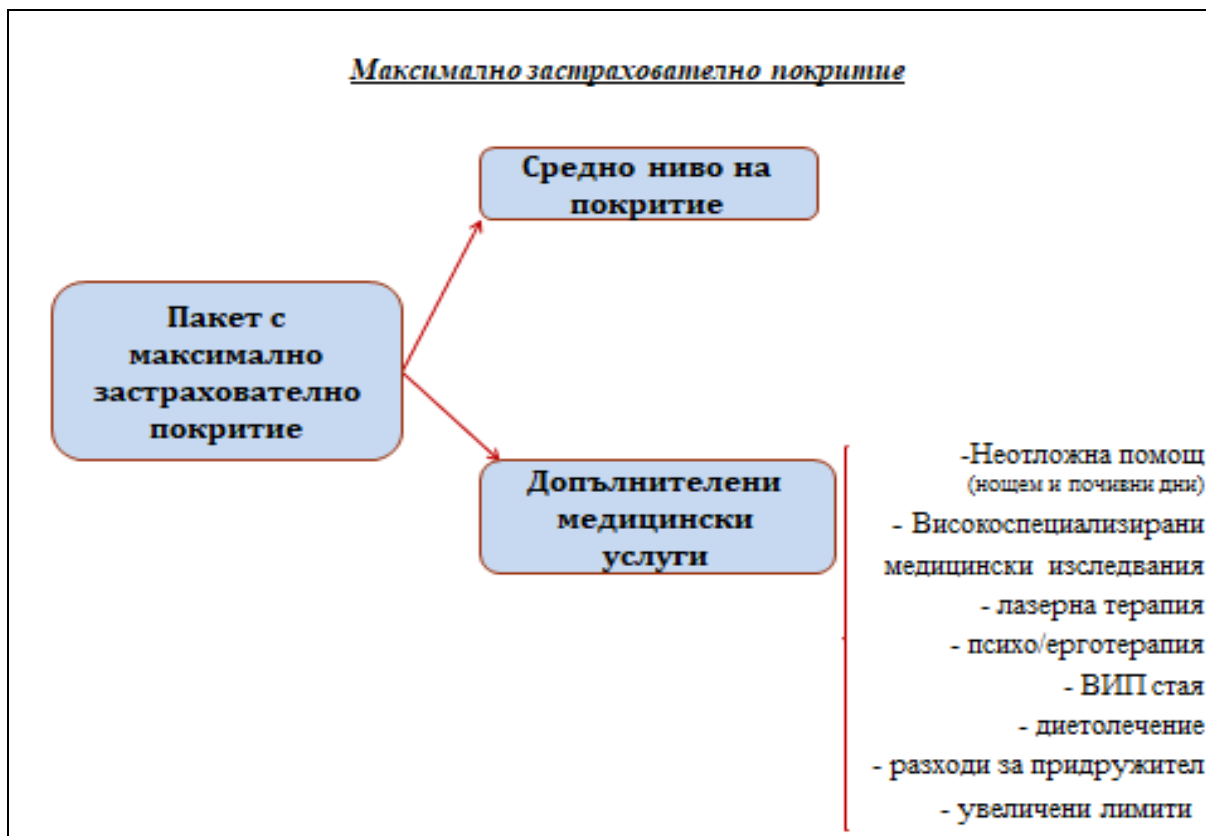 Максимално застрахователно покритие
Средно ниво на
покритие
Пакет с
максимално
застрахователно
покритие
Допълнителени
медицински
услуги
-Неотложна помощ
(нощем и почивни дни)
- Високоспециализирани
медицински изследвания
- лазерна терапия
- психо/ерготерапия
- ВИП стая
- диетолечение
- разходи за придружител
- увеличени лимити